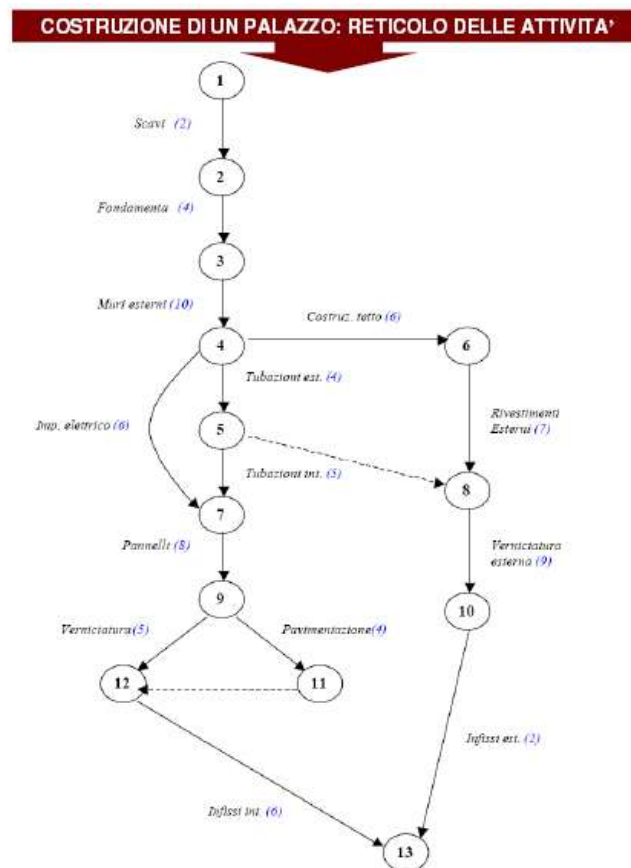 COSTRUZIONE DI UN PALAZZO: RETICOLO DELLE ATTIVITA'
1
Scavi (2)
2
Fondamenta (4)
3
Muri esterni (10)
Costruz. tetto (6)
4
6
Tubazioni est. (4)
Imp. elettrico (6)
5
Rivestimenti
Esterni (7)
Tubazioni int. (5)
8
7
Pannelli (8)
Verniciatura
esterna (9)
9
10
Verniciatura(5)
Pavimentazione(4)
12
11
Infissi est. (2)
Infissi int. (6)
13